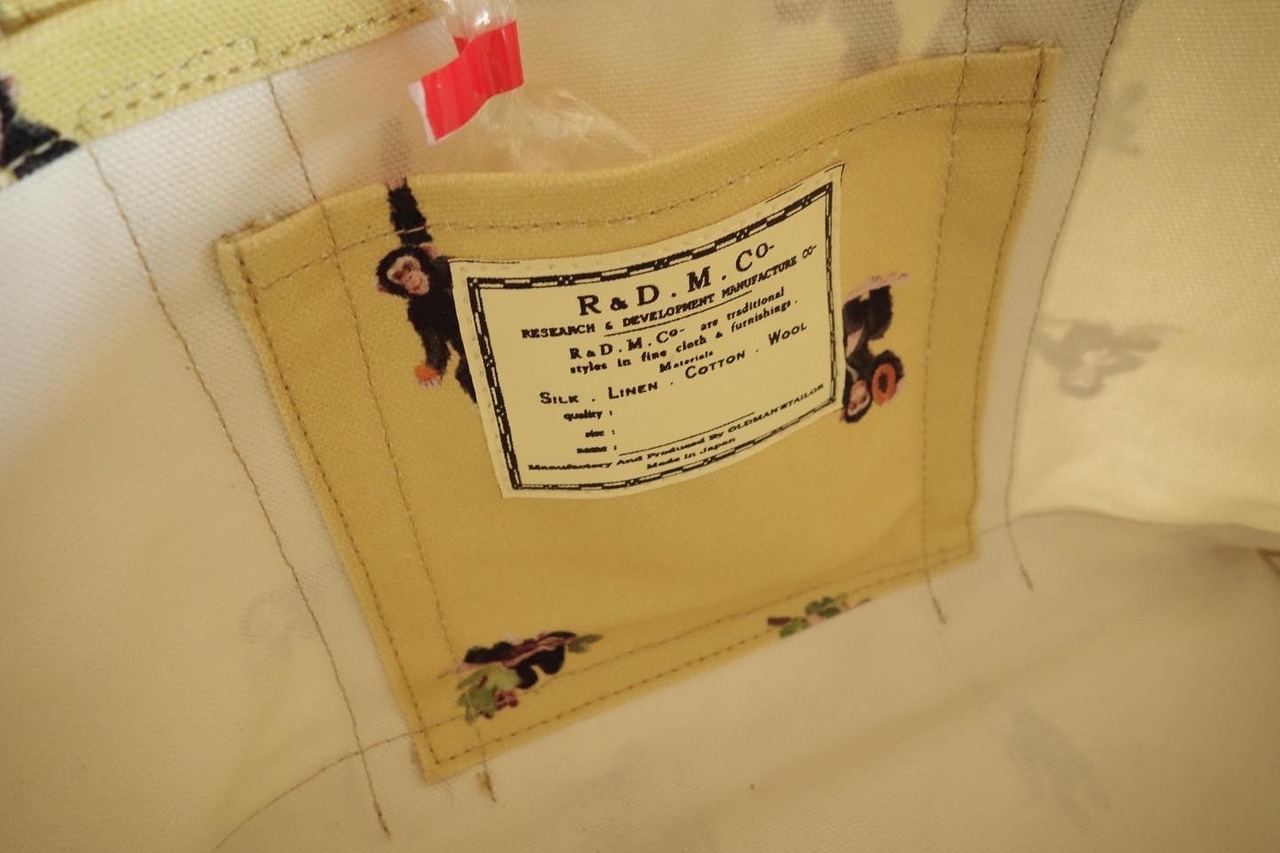 R & D . M . Co-
RESEARCH & DEVELOPMENT MANUFACTURE CO-
R & D . M . Co- are traditional
styles in fine cloth & furnishings .
Materials
SILK . LINEN . COTTON . WOOL
quality :
size :
name :
Manufactory And Produced By OLDMAN'STAILOR
Made in Japan